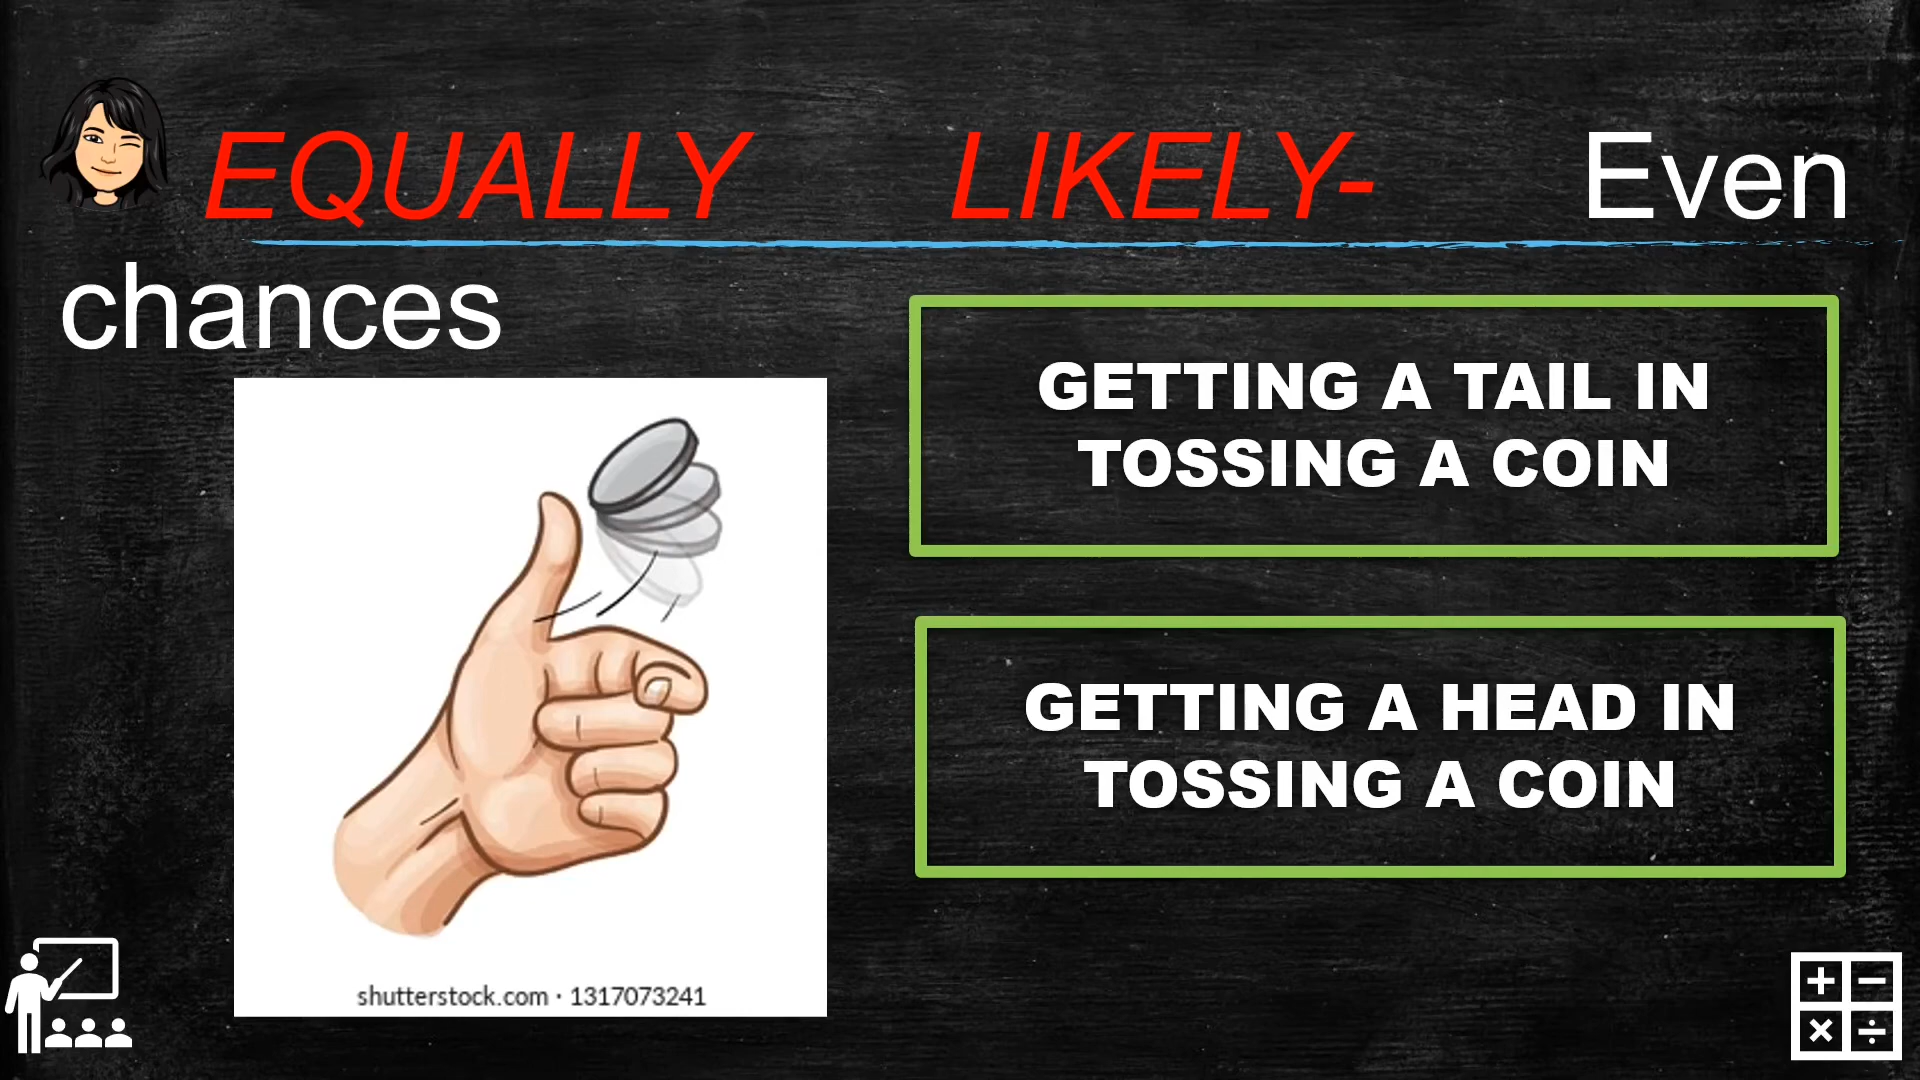 EQUALLY LIKELY- Even
chances
GETTING A TAIL IN
TOSSING A COIN
GETTING A HEAD IN
TOSSING A COIN
shutterstock.com · 1317073241